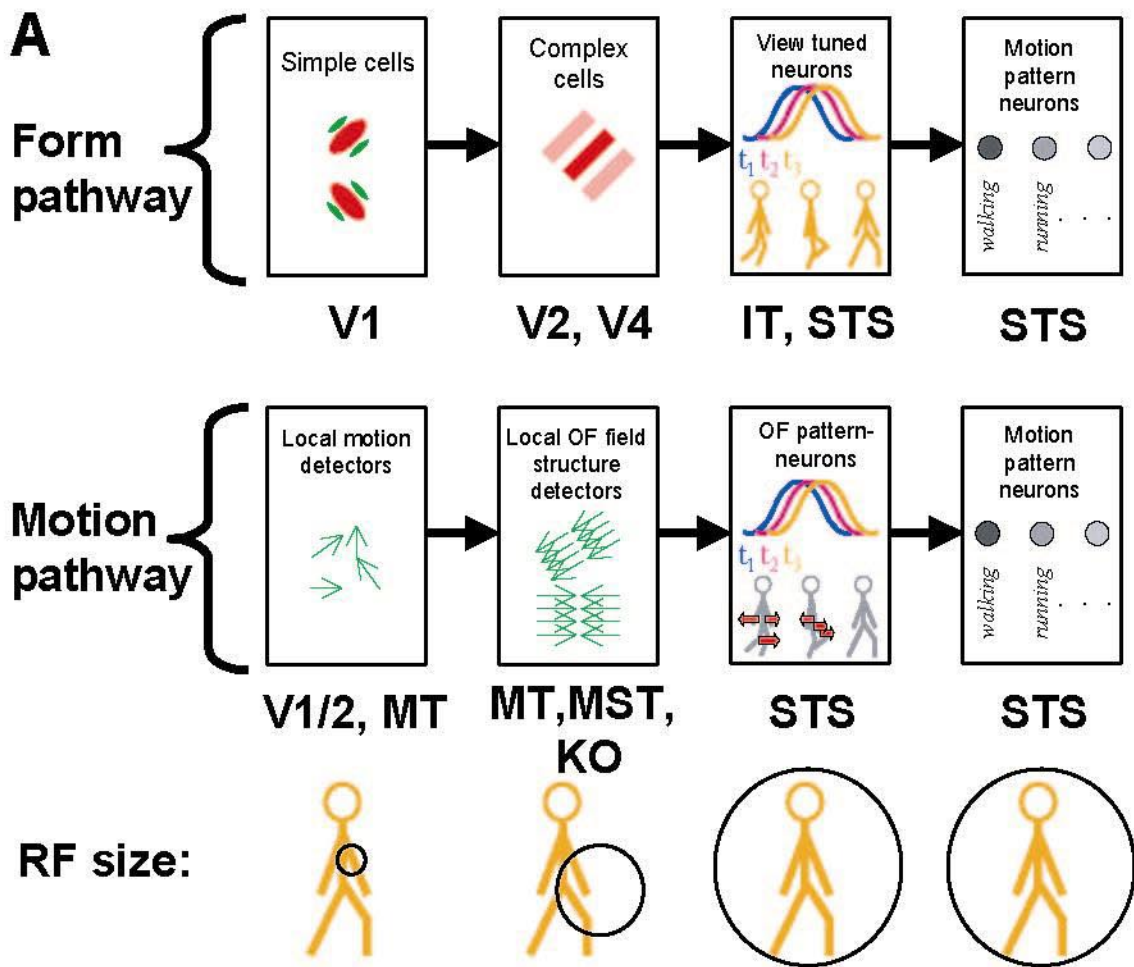 A
Form
pathway
Simple cells
Complex
cells
View tuned
neurons
t1 t2 t3
Motion
pattern
neurons
walking
running
. . .
V1
V2, V4
IT, STS
STS
Motion
pathway
Local motion
detectors
Local OF field
structure
detectors
OF pattern-
neurons
t1 t2 t3
Motion
pattern
neurons
walking
running
. . .
V1/2, MT
MT,MST,
KO
STS
STS
RF size: